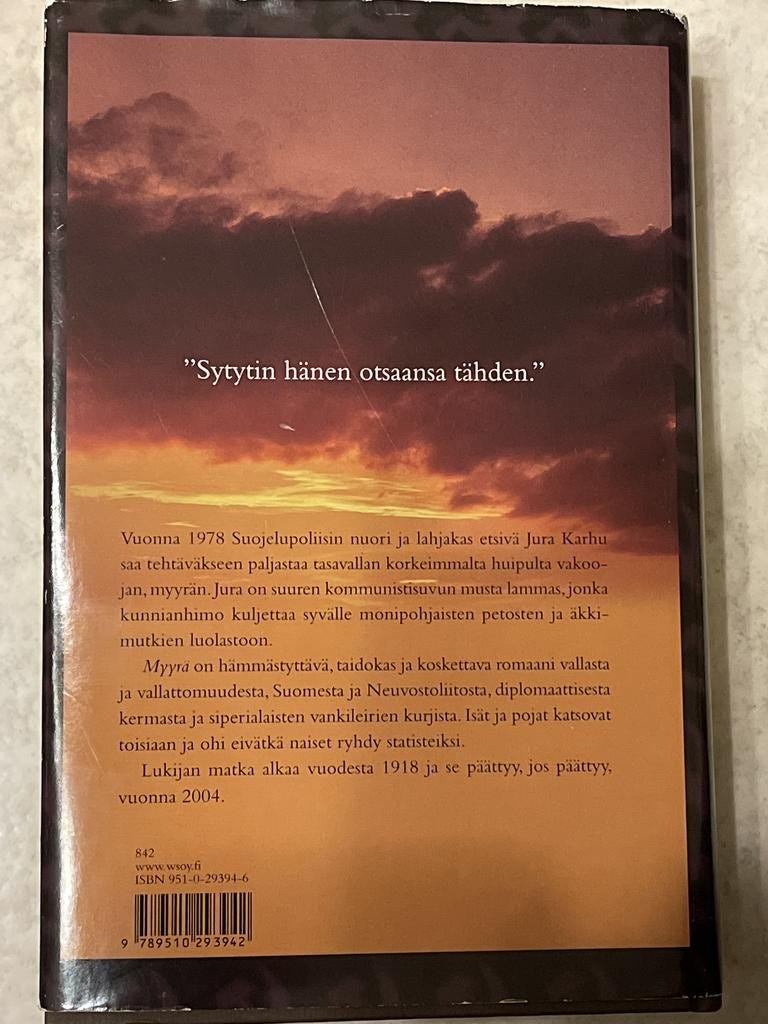 ”Sytytin hänen otsaansa tähden.”
Vuonna 1978 Suojelupoliisin nuori ja lahjakas etsivä Jura Karhu
saa tehtäväkseen paljastaa tasavallan korkeimmalta huipulta vakoo-
jan, myyrän. Jura on suuren kommunistisuvun musta lammas, jonka
kunnianhimo kuljettaa syvälle monipohjaisten petosten ja äkki-
mutkien luolastoon.
Myyrä on hämmästyttävä, taidokas ja koskettava romaani vallasta
ja vallattomuudesta, Suomesta ja Neuvostoliitosta, diplomaattisesta
kermasta ja siperialaisten vankileirien kurjista. Isät ja pojat katsovat
toisiaan ja ohi eivätkä naiset ryhdy statisteiksi.
Lukijan matka alkaa vuodesta 1918 ja se päättyy, jos päättyy,
vuonna 2004.
842
www.wsoy.fi
ISBN 951-0-29394-6
9 789510 293942